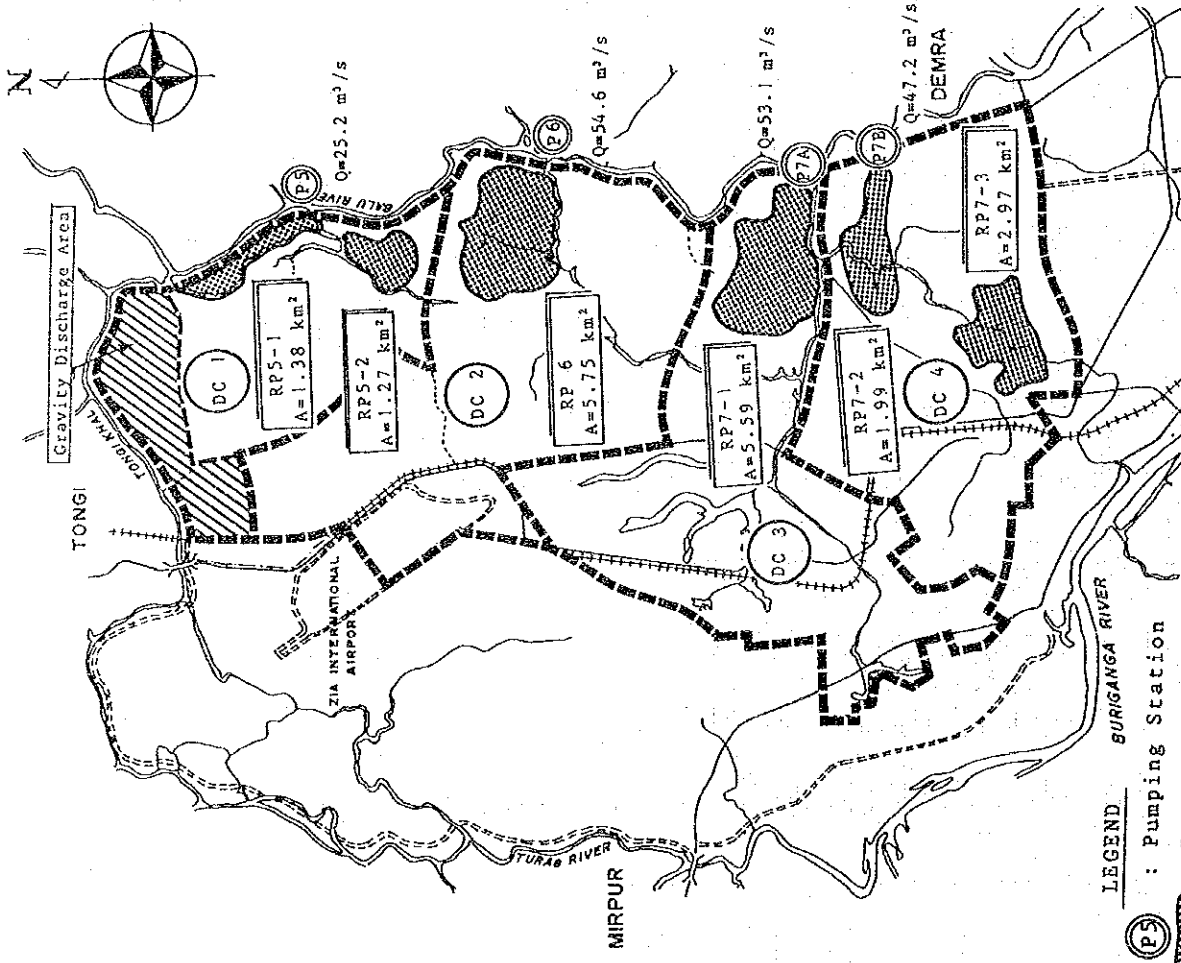 N
Gravity Discharge Area
TONGI
TONGI KHAL
BALU RIVER
P5
Q=25.2 m³/s
DC 1
RP5-1
A=1.38 km²
RP5-2
A=1.27 km²
ZIA INTERNATIONAL
AIRPORT
P6
Q=54.6 m³/s
DC 2
RP 6
A=5.75 km²
TURAG RIVER
MIRPUR
P7A
Q=53.1 m³/s
RP7-1
A=5.59 km²
DC 3
P7B
Q=47.2 m³/s
DEMRA
RP7-2
A=1.99 km²
DC 4
RP7-3
A=2.97 km²
BURIGANGA RIVER
LEGEND
P5 : Pumping Station